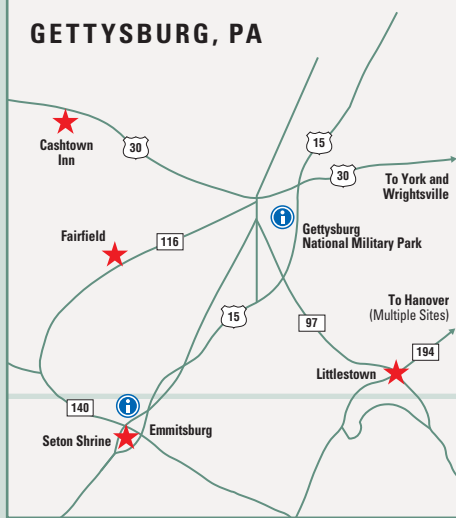 GETTYSBURG, PA
15
Cashtown
Inn
30
30
To York and
Wrightsville
Fairfield
116
Gettysburg
National Military Park
To Hanover
(Multiple Sites)
15
97
194
Littlestown
140
Emmitsburg
Seton Shrine